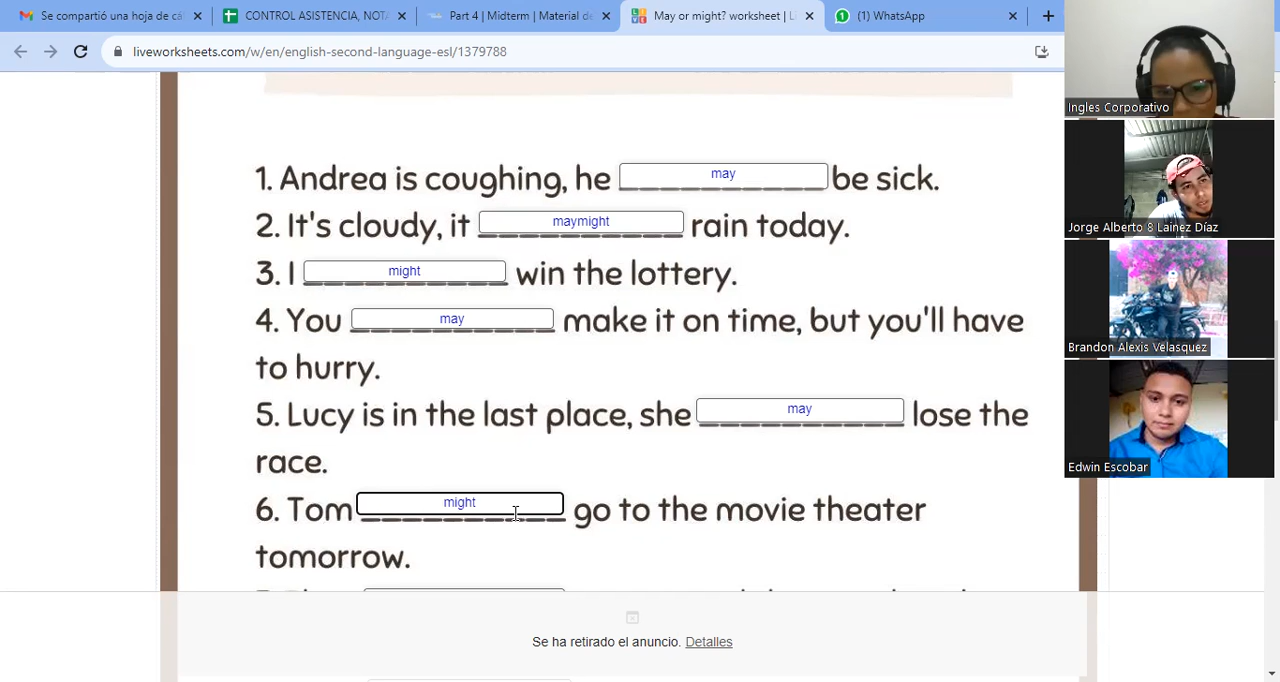 Se compartió una hoja de cá
CONTROL ASISTENCIA, NOTA
Part 4 | Midterm | Material de
May or might? worksheet | Li
(1) WhatsApp
liveworksheets.com/w/en/english-second-language-esl/1379788
Ingles Corporativo
1. Andrea is coughing, he may be sick.
2. It's cloudy, it maymight rain today.
Jorge Alberto 8 Lainez Díaz
3. I might win the lottery.
4. You may make it on time, but you'll have
Brandon Alexis Velasquez
to hurry.
5. Lucy is in the last place, she may lose the
race.
Edwin Escobar
6. Tom might go to the movie theater
tomorrow.
Se ha retirado el anuncio. Detalles